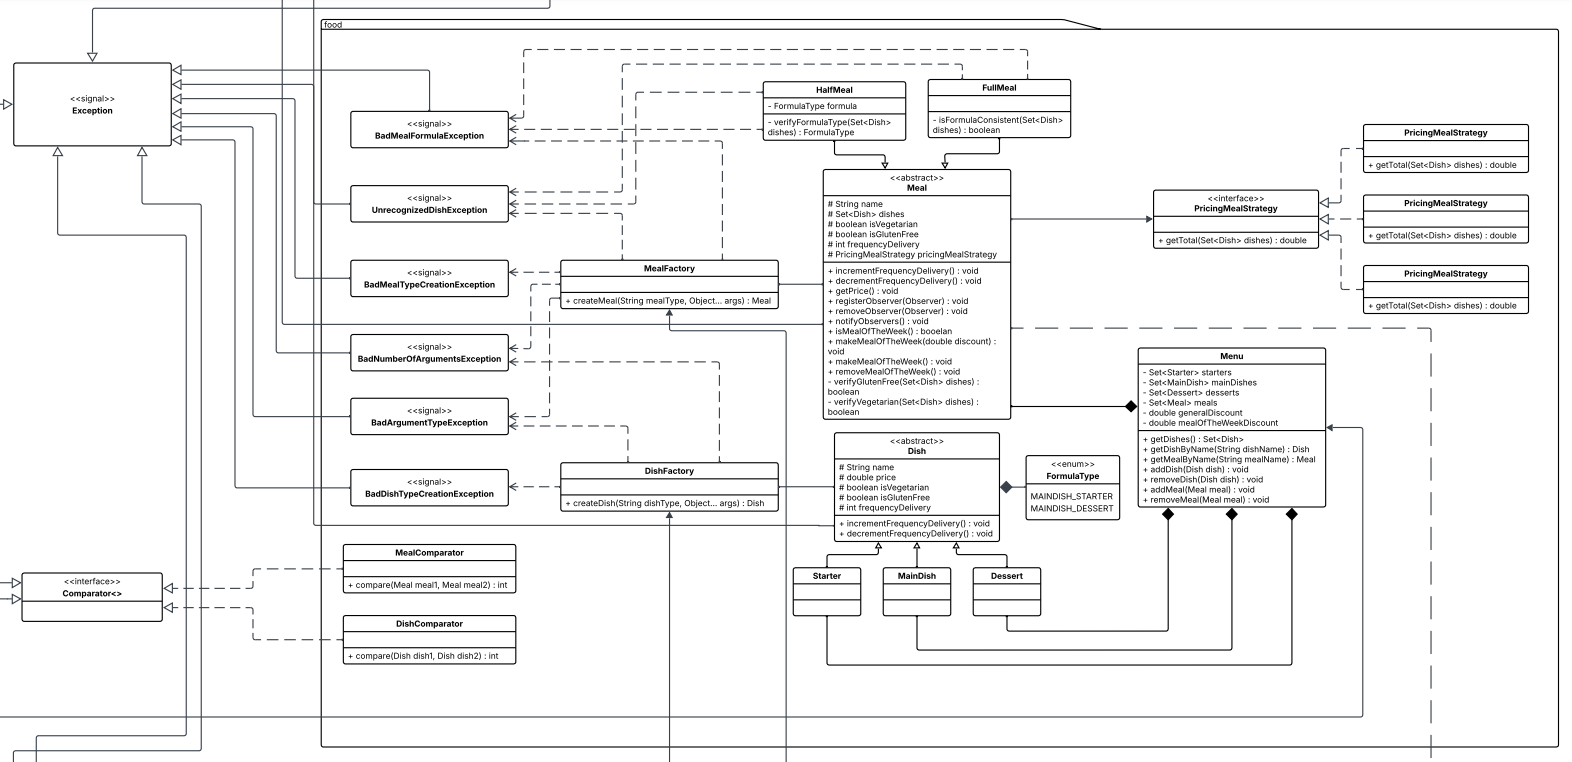 food
<<signal>>
Exception
<<signal>>
BadMealFormulaException
<<signal>>
UnrecognizedDishException
<<signal>>
BadMealTypeCreationException
<<signal>>
BadNumberOfArgumentsException
<<signal>>
BadArgumentTypeException
<<signal>>
BadDishTypeCreationException
HalfMeal
- FormulaType formula
- verifyFormulaType(Set<Dish>
dishes) : FormulaType
FullMeal
- isFormulaConsistent(Set<Dish>
dishes) : boolean
<<abstract>>
Meal
# String name
# Set<Dish> dishes
# boolean isVegetarian
# boolean isGlutenFree
# int frequencyDelivery
# PricingMealStrategy pricingMealStrategy
+ incrementFrequencyDelivery() : void
+ decrementFrequencyDelivery() : void
+ getPrice() : void
+ registerObserver(Observer) : void
+ removeObserver(Observer) : void
+ notifyObservers() : void
+ isMealOfTheWeek() : booelan
+ makeMealOfTheWeek(double discount) :
void
+ makeMealOfTheWeek() : void
+ removeMealOfTheWeek() : void
- verifyGlutenFree(Set<Dish> dishes) :
boolean
- verifyVegetarian(Set<Dish> dishes) :
boolean
<<interface>>
PricingMealStrategy
+ getTotal(Set<Dish> dishes) : double
PricingMealStrategy
+ getTotal(Set<Dish> dishes) : double
PricingMealStrategy
+ getTotal(Set<Dish> dishes) : double
PricingMealStrategy
+ getTotal(Set<Dish> dishes) : double
MealFactory
+ createMeal(String mealType, Object... args) : Meal
DishFactory
+ createDish(String dishType, Object... args) : Dish
Menu
- Set<Starter> starters
- Set<MainDish> mainDishes
- Set<Dessert> desserts
- Set<Meal> meals
- double generalDiscount
- double mealOfTheWeekDiscount
+ getDishes() : Set<Dish>
+ getDishByName(String dishName) : Dish
+ getMealByName(String mealName) : Meal
+ addDish(Dish dish) : void
+ removeDish(Dish dish) : void
+ addMeal(Meal meal) : void
+ removeMeal(Meal meal) : void
<<abstract>>
Dish
# String name
# double price
# boolean isVegetarian
# boolean isGlutenFree
# int frequencyDelivery
+ incrementFrequencyDelivery() : void
+ decrementFrequencyDelivery() : void
<<enum>>
FormulaType
MAINDISH_STARTER
MAINDISH_DESSERT
Starter
MainDish
Dessert
<<interface>>
Comparator<>
MealComparator
+ compare(Meal meal1, Meal meal2) : int
DishComparator
+ compare(Dish dish1, Dish dish2) : int